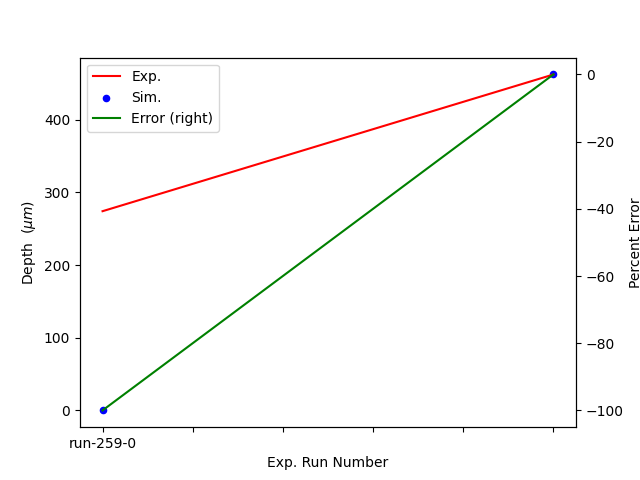 Exp.
Sim.
Error (right)
400
300
200
100
0
Depth (μm)
0
−20
−40
−60
−80
−100
Percent Error
run-259-0
Exp. Run Number